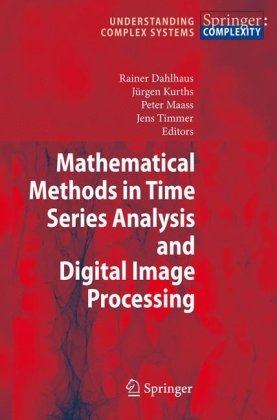 UNDERSTANDING
COMPLEX SYSTEMS
Springer:
COMPLEXITY
Rainer Dahlhaus
Jürgen Kurths
Peter Maass
Jens Timmer
Editors
Mathematical
Methods in Time
Series Analysis
and
Digital Image
Processing
Springer